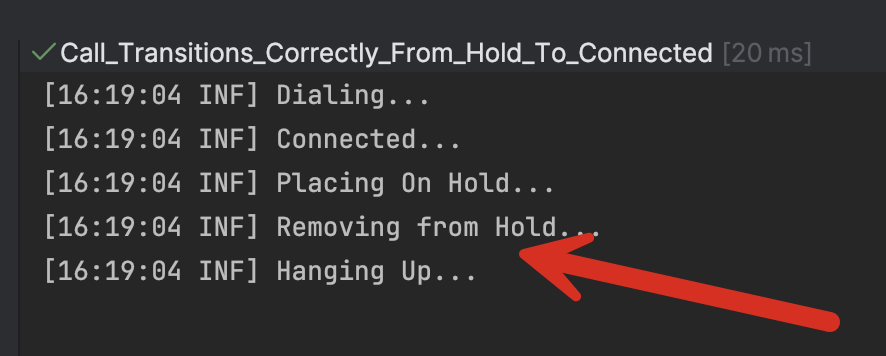 Call_Transitions_Correctly_From_Hold_To_Connected [20 ms]
[16:19:04 INF] Dialing...
[16:19:04 INF] Connected...
[16:19:04 INF] Placing On Hold...
[16:19:04 INF] Removing from Hold...
[16:19:04 INF] Hanging Up...